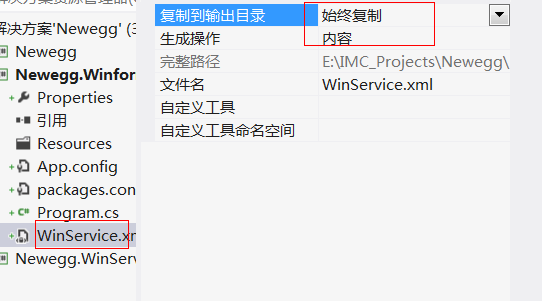 解决方案'Newegg' (3
Newegg
Newegg.Winfor
Properties
引用
Resources
App.config
packages.con
Program.cs
WinService.xm
Newegg.WinServ
复制到输出目录 始终复制
生成操作 内容
完整路径 E:\IMC_Projects\Newegg\
文件名 WinService.xml
自定义工具
自定义工具命名空间